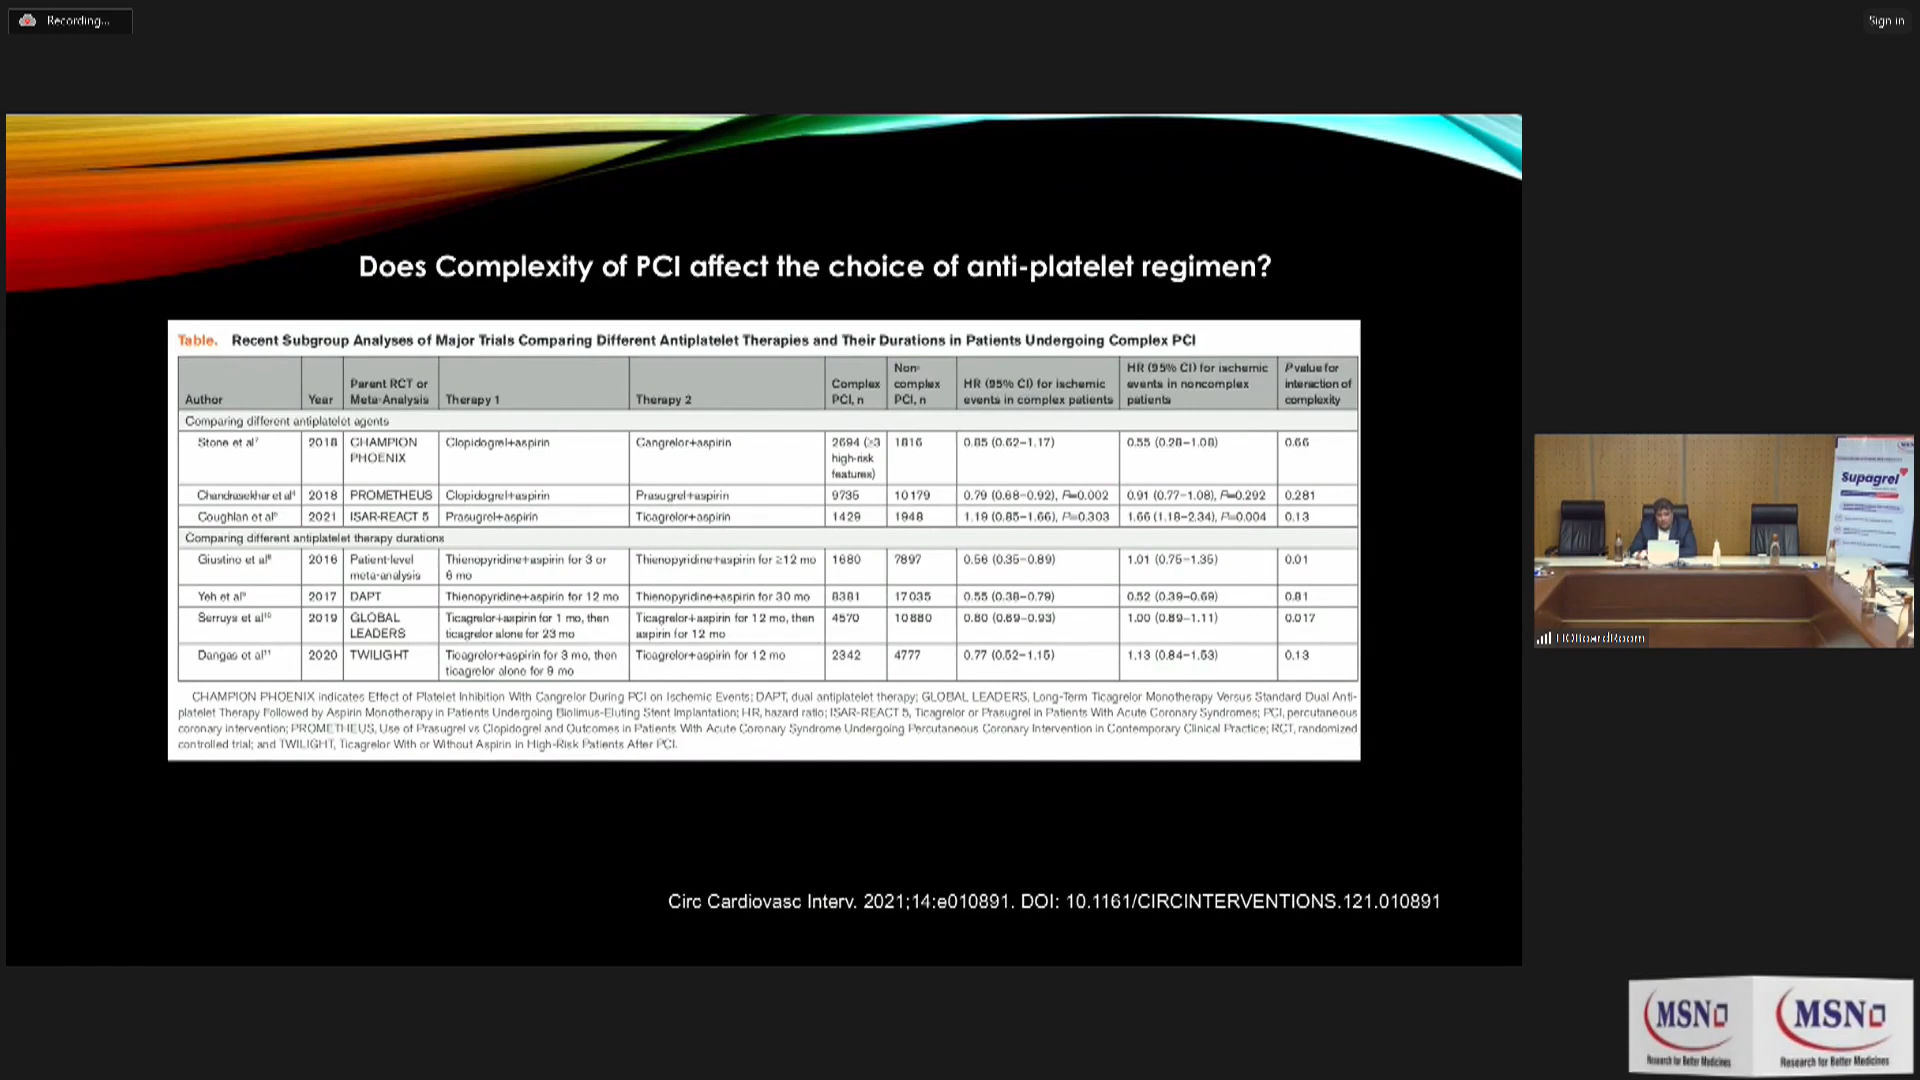 Recording...
Sign in
Does Complexity of PCI affect the choice of anti-platelet regimen?
Table. Recent Subgroup Analyses of Major Trials Comparing Different Antiplatelet Therapies and Their Durations in Patients Undergoing Complex PCI
Author Year Parent RCT or Meta-Analysis Therapy 1 Therapy 2 Complex PCI, n Non-complex PCI, n HR (95% CI) for ischemic events in complex patients HR (95% CI) for ischemic events in noncomplex patients P value for interaction of complexity
Comparing different antiplatelet agents
Stone et al⁷ 2018 CHAMPION PHOENIX Clopidogrel+aspirin Cangrelor+aspirin 2694 (≥3 high-risk features) 1816 0.85 (0.62–1.17) 0.55 (0.28–1.08) 0.66
Chandrasekhar et al⁴ 2018 PROMETHEUS Clopidogrel+aspirin Prasugrel+aspirin 9735 10179 0.79 (0.68–0.92), P=0.002 0.91 (0.77–1.08), P=0.292 0.281
Coughlan et al 2021 ISAR-REACT 5 Prasugrel+aspirin Ticagrelor+aspirin 1429 1948 1.19 (0.85–1.66), P=0.303 1.66 (1.18–2.34), P=0.004 0.13
Comparing different antiplatelet therapy durations
Giustino et al 2016 Patient-level meta-analysis Thienopyridine+aspirin for 3 or 6 mo Thienopyridine+aspirin for ≥12 mo 1680 7897 0.56 (0.35–0.89) 1.01 (0.75–1.35) 0.01
Yeh et al 2017 DAPT Thienopyridine+aspirin for 12 mo Thienopyridine+aspirin for 30 mo 8381 17035 0.55 (0.38–0.79) 0.52 (0.39–0.69) 0.81
Serruys et al¹⁰ 2019 GLOBAL LEADERS Ticagrelor+aspirin for 1 mo, then ticagrelor alone for 23 mo Ticagrelor+aspirin for 12 mo, then aspirin for 12 mo 4570 10880 0.80 (0.69–0.93) 1.00 (0.89–1.11) 0.017
Dangas et al¹¹ 2020 TWILIGHT Ticagrelor+aspirin for 3 mo, then ticagrelor alone for 9 mo Ticagrelor+aspirin for 12 mo 2342 4777 0.77 (0.52–1.15) 1.13 (0.84–1.53) 0.13
CHAMPION PHOENIX indicates Effect of Platelet Inhibition With Cangrelor During PCI on Ischemic Events; DAPT, dual antiplatelet therapy; GLOBAL LEADERS, Long-Term Ticagrelor Monotherapy Versus Standard Dual Anti-
platelet Therapy Followed by Aspirin Monotherapy in Patients Undergoing Biolimus-Eluting Stent Implantation; HR, hazard ratio; ISAR-REACT 5, Ticagrelor or Prasugrel in Patients With Acute Coronary Syndromes; PCI, percutaneous
coronary intervention; PROMETHEUS, Use of Prasugrel vs Clopidogrel and Outcomes in Patients With Acute Coronary Syndrome Undergoing Percutaneous Coronary Intervention in Contemporary Clinical Practice; RCT, randomized
controlled trial; and TWILIGHT, Ticagrelor With or Without Aspirin in High-Risk Patients After PCI.
Circ Cardiovasc Interv. 2021;14:e010891. DOI: 10.1161/CIRCINTERVENTIONS.121.010891
Supagrel
HOBoardRoom
MSN
Research for Better Medicines
MSN
Research for Better Medicines